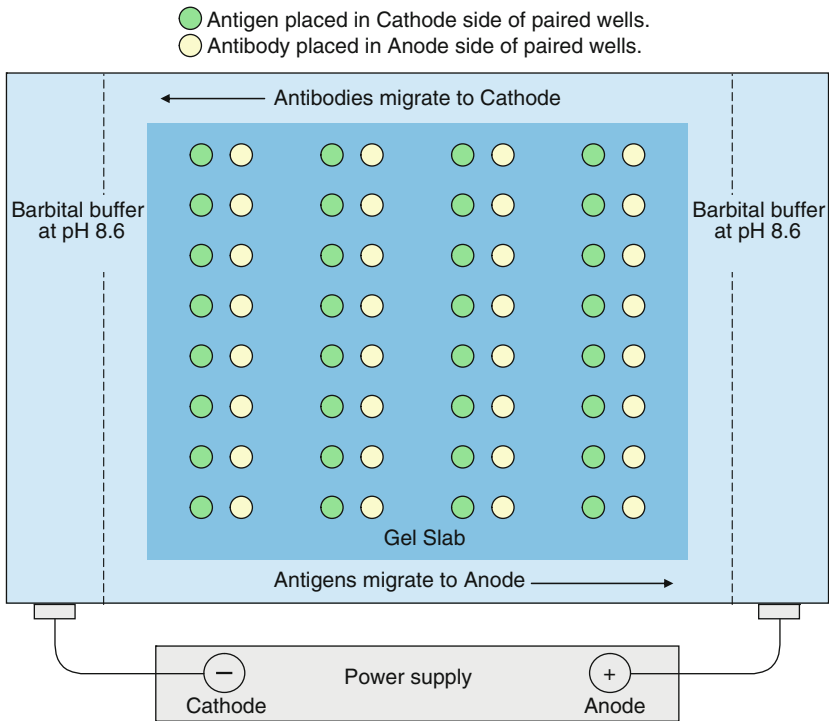 Antigen placed in Cathode side of paired wells.
Antibody placed in Anode side of paired wells.
Antibodies migrate to Cathode
Barbital buffer
at pH 8.6
Barbital buffer
at pH 8.6
Gel Slab
Antigens migrate to Anode
−
Power supply
+
Cathode
Anode